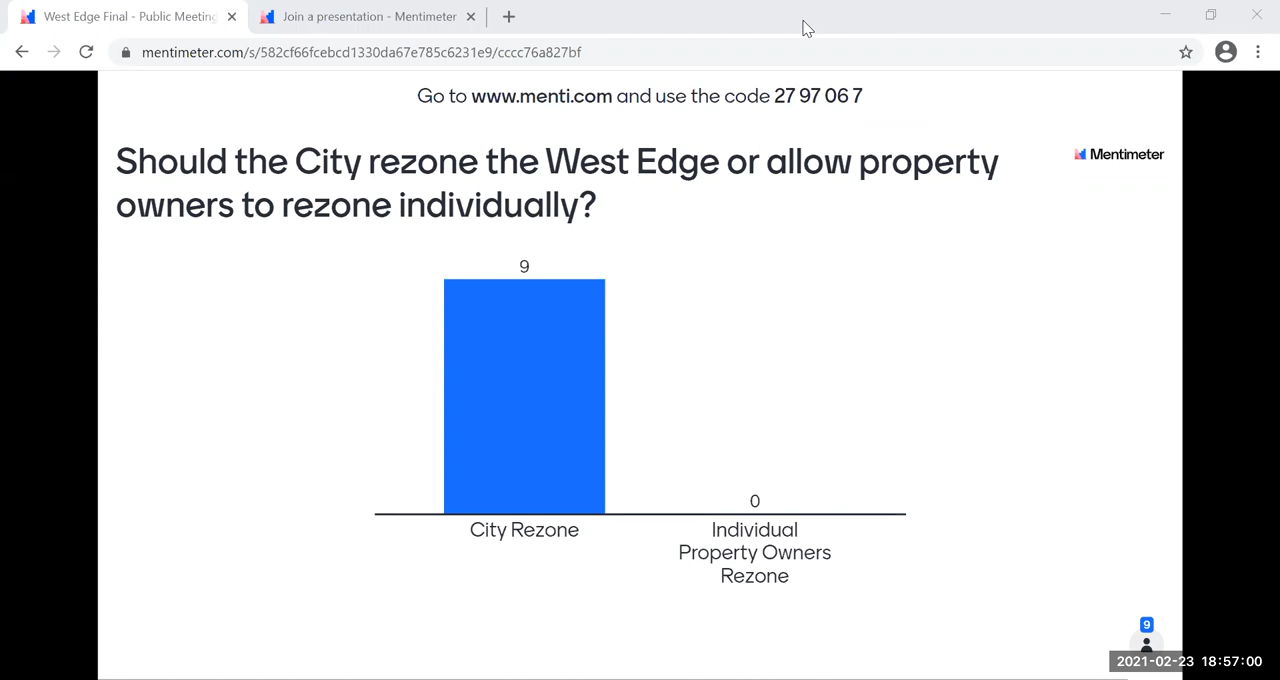 West Edge Final - Public Meeting
Join a presentation - Mentimeter
mentimeter.com/s/582cf66fcebcd1330da67e785c6231e9/cccc76a827bf
Go to www.menti.com and use the code 27 97 06 7
Should the City rezone the West Edge or allow property
owners to rezone individually?
Mentimeter
9
0
City Rezone
Individual
Property Owners
Rezone
9
2021-02-23 18:57:00